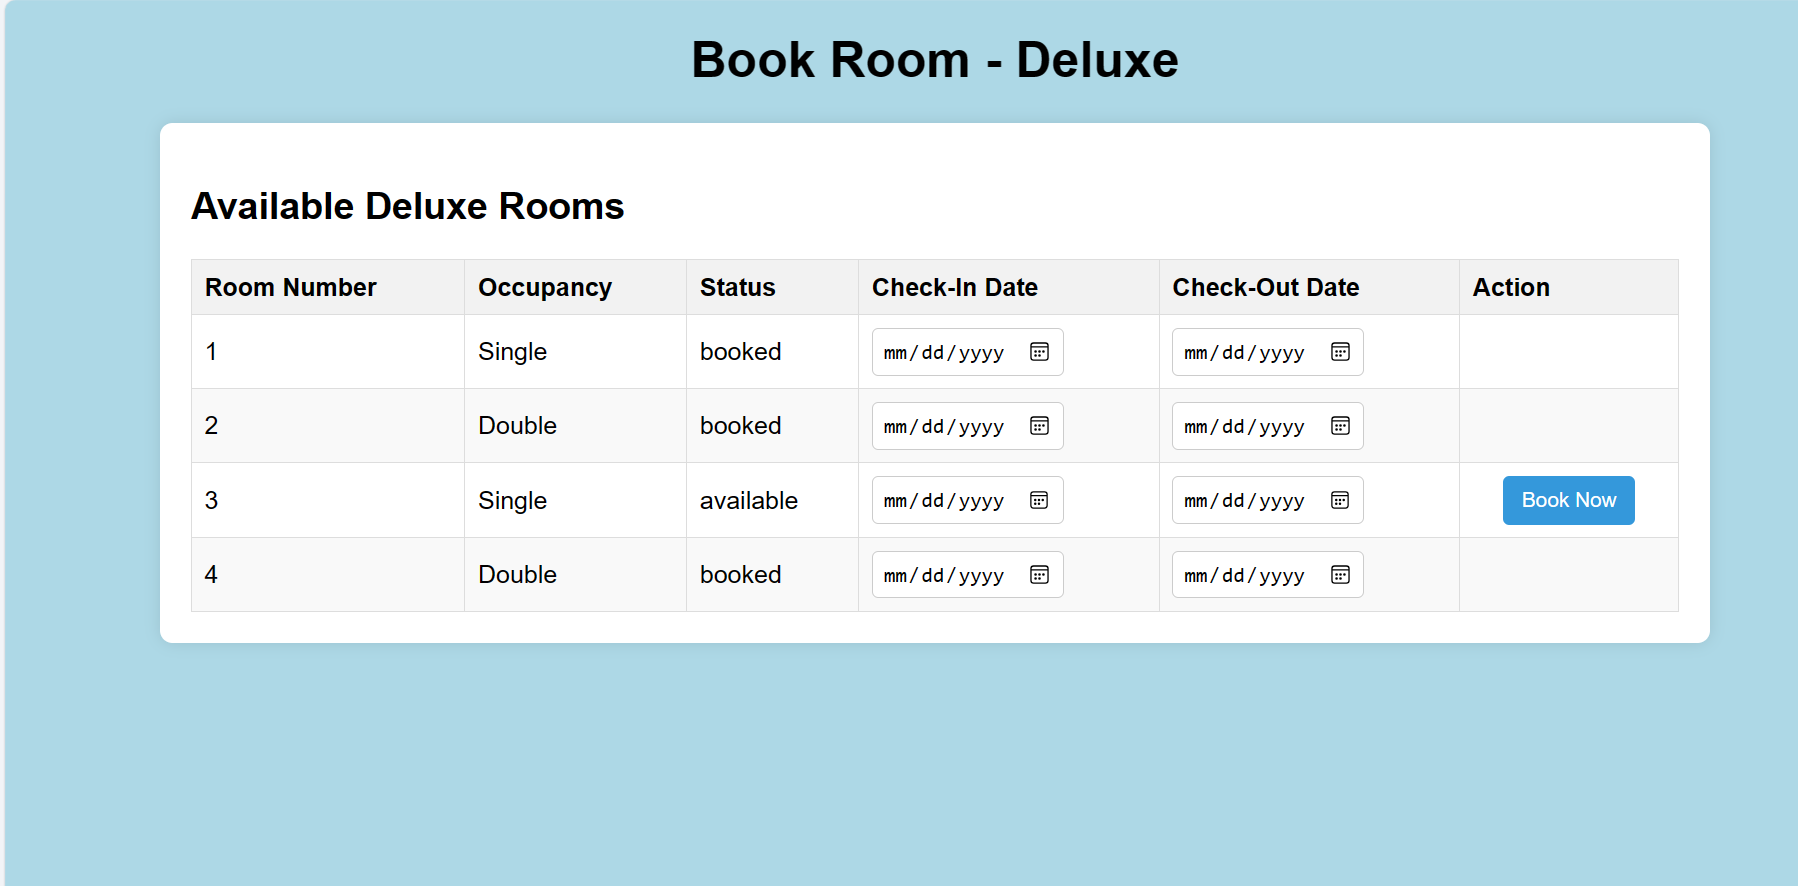 Book Room - Deluxe
Available Deluxe Rooms
Room Number Occupancy Status Check-In Date Check-Out Date Action
1 Single booked mm/dd/yyyy mm/dd/yyyy
2 Double booked mm/dd/yyyy mm/dd/yyyy
3 Single available mm/dd/yyyy mm/dd/yyyy Book Now
4 Double booked mm/dd/yyyy mm/dd/yyyy